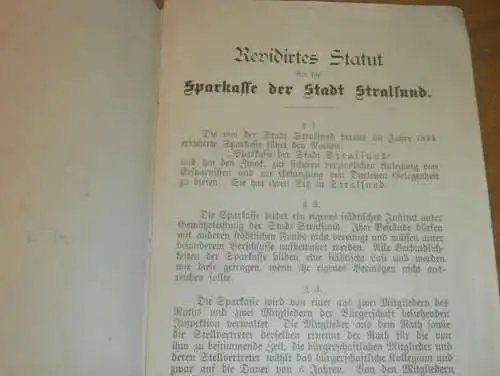 Revidirtes Statut
für die
Sparkasse der Stadt Stralsund.
§ 1.
Die von der Stadt Stralsund bereits im Jahre 1834
errichtete Sparkasse führt den Namen:
„Sparkasse der Stadt Stralsund“
und hat den Zweck, zur sicheren verzinslichen Anlegung von
Ersparnissen und zur Erlangung von Darlehen Gelegenheit
zu bieten. Sie hat ihren Sitz in Stralsund.
§ 2.
Die Sparkasse bildet ein eigenes städtisches Institut unter
Gewährleistung der Stadt Stralsund. Ihre Bestände dürfen
mit anderen städtischen Fonds nicht vereinigt und müssen unter
besonderem Verschlusse aufbewahrt werden. Alle Verbindlich-
keiten der Sparkasse bilden eine städtische Last und werden
wie diese getragen, wenn ihr eigenes Vermögen nicht aus-
reichen sollte.
§ 3.
Die Sparkasse wird von einer aus zwei Mitgliedern des
Raths und zwei Mitgliedern der Bürgerschaft bestehenden
Inspektion verwaltet. Die Mitglieder aus dem Rath sowie
die Stellvertreter derselben ernennt der Rath für die von
ihm zu bestimmende Zeit, die bürgerschaftlichen Mitglieder und
deren Stellvertreter wählt das bürgerschaftliche Kollegium und
zwar auf die Dauer von 6 Jahren. Von den Mitgliedern